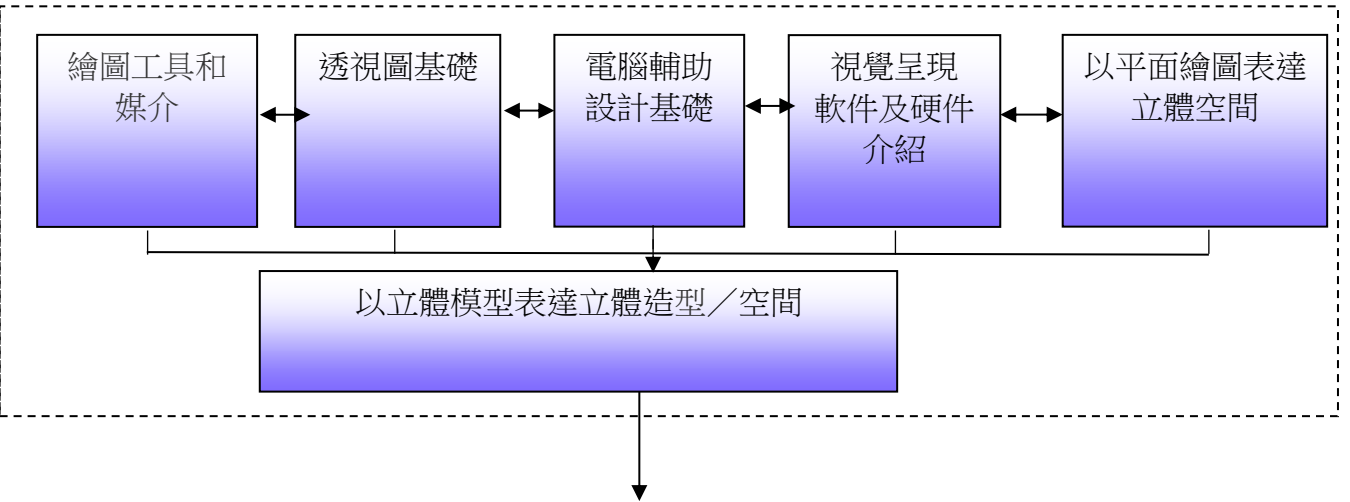 繪圖工具和
媒介
透視圖基礎
電腦輔助
設計基礎
視覺呈現
軟件及硬件
介紹
以平面繪圖表達
立體空間
以立體模型表達立體造型／空間